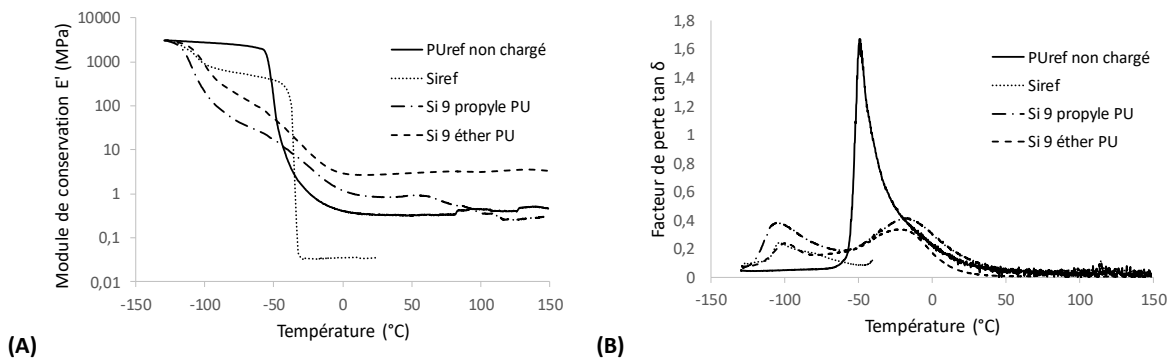 Module de conservation E' (MPa)
10000
1000
100
10
1
0,1
0,01
-150
-100
-50
0
50
100
150
Température (°C)
PUref non chargé
Siref
Si 9 propyle PU
Si 9 éther PU
(A)
Facteur de perte tan δ
1,8
1,6
1,4
1,2
1
0,8
0,6
0,4
0,2
0
-150
-100
-50
0
50
100
150
Température (°C)
PUref non chargé
Siref
Si 9 propyle PU
Si 9 éther PU
(B)